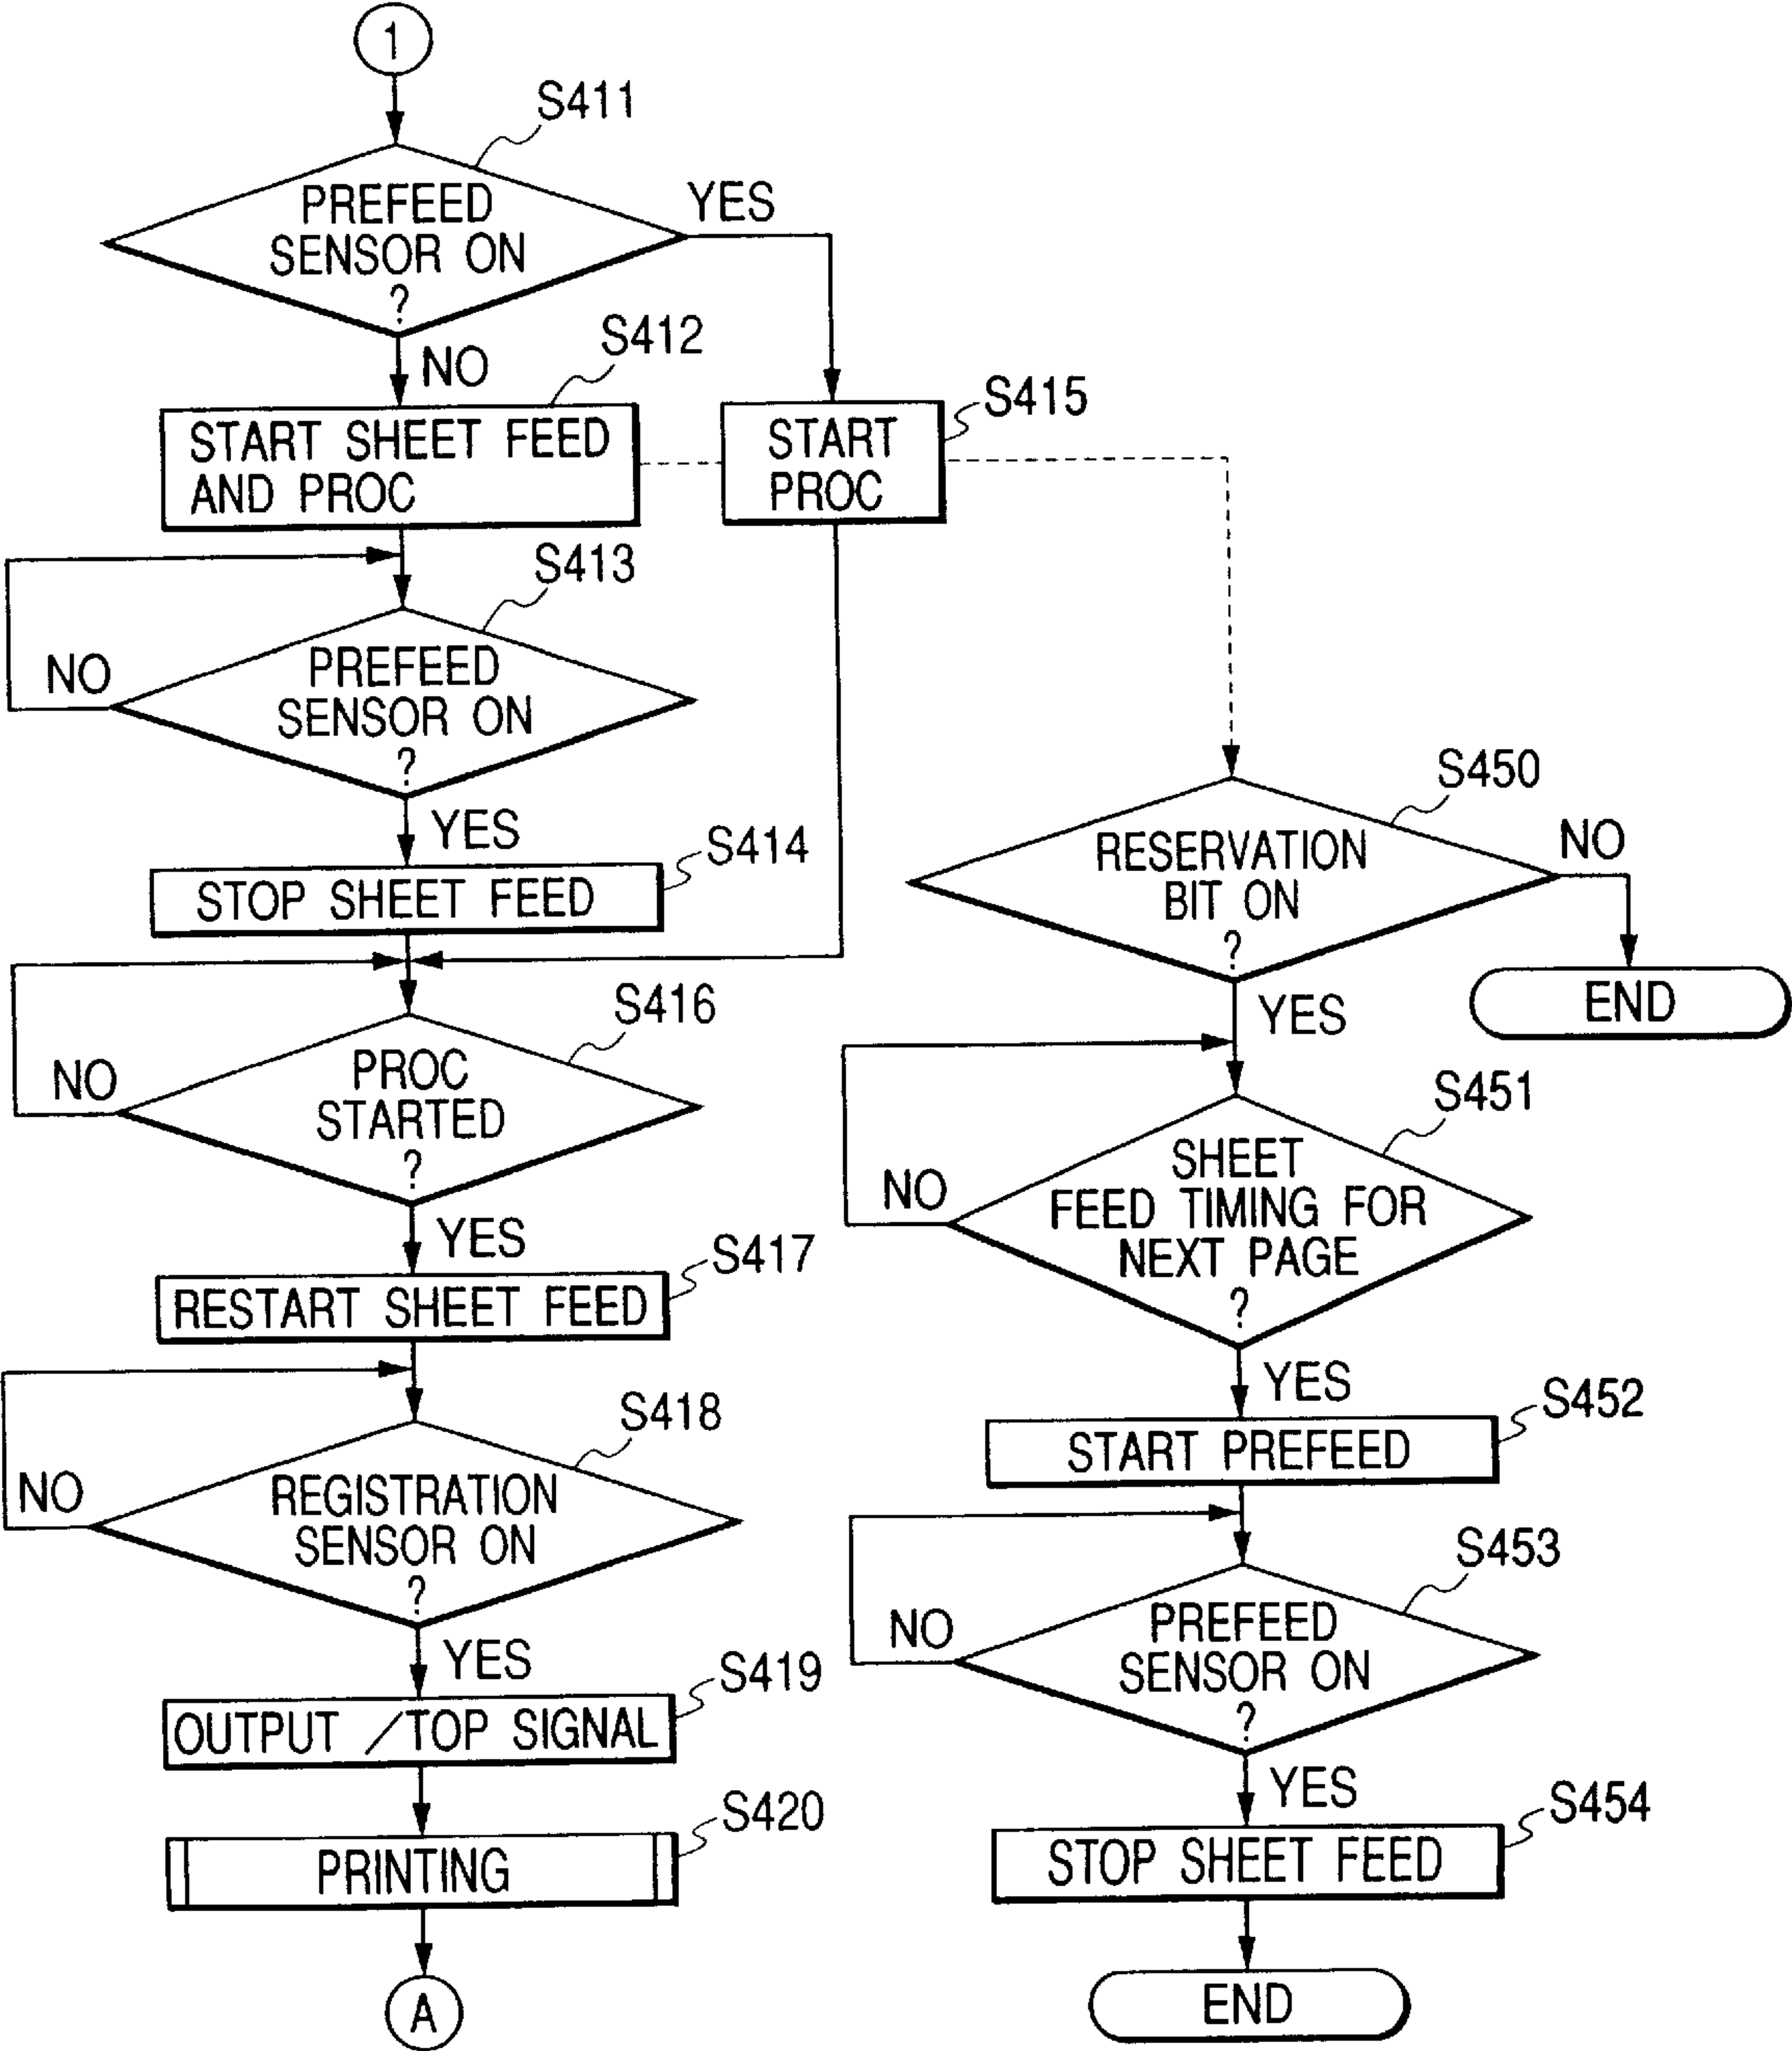 1
S411
PREFEED
SENSOR ON
?
YES
NO
S412
START SHEET FEED
AND PROC
S415
START
PROC
S413
PREFEED
SENSOR ON
?
NO
YES
S414
STOP SHEET FEED
S416
PROC
STARTED
?
NO
YES
S417
RESTART SHEET FEED
S418
REGISTRATION
SENSOR ON
?
NO
YES
S419
OUTPUT /TOP SIGNAL
S420
PRINTING
A
S450
RESERVATION
BIT ON
?
NO
END
YES
S451
SHEET
FEED TIMING FOR
NEXT PAGE
?
NO
YES
S452
START PREFEED
S453
PREFEED
SENSOR ON
?
NO
YES
S454
STOP SHEET FEED
END